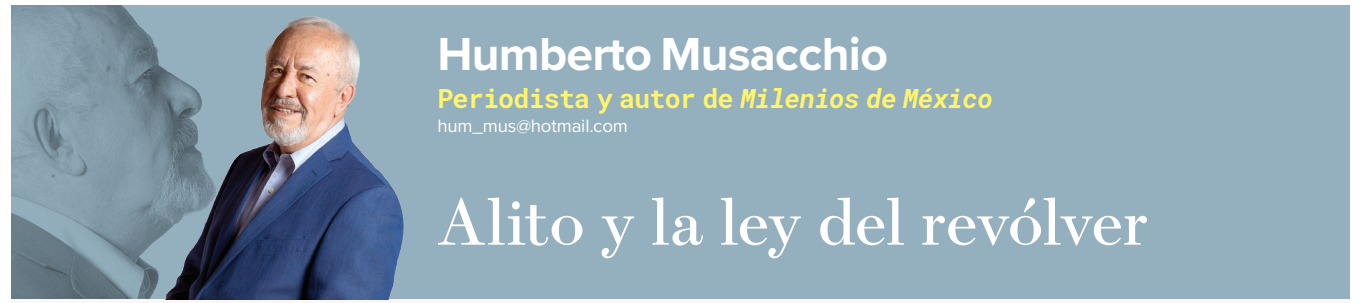 Humberto Musacchio
Periodista y autor de Milenios de México
hum_mus@hotmail.com
Alito y la ley del revólver